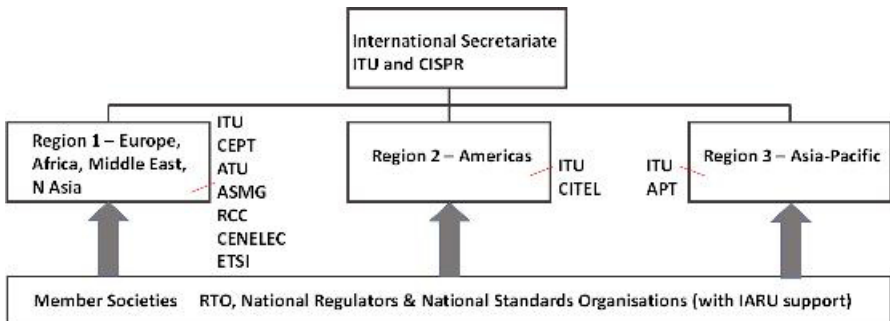 International Secretariate
ITU and CISPR
Region 1 – Europe,
Africa, Middle East,
N Asia
ITU
CEPT
ATU
ASMG
RCC
CENELEC
ETSI
Region 2 – Americas
ITU
CITEL
Region 3 – Asia-Pacific
ITU
APT
Member Societies RTO, National Regulators & National Standards Organisations (with IARU support)